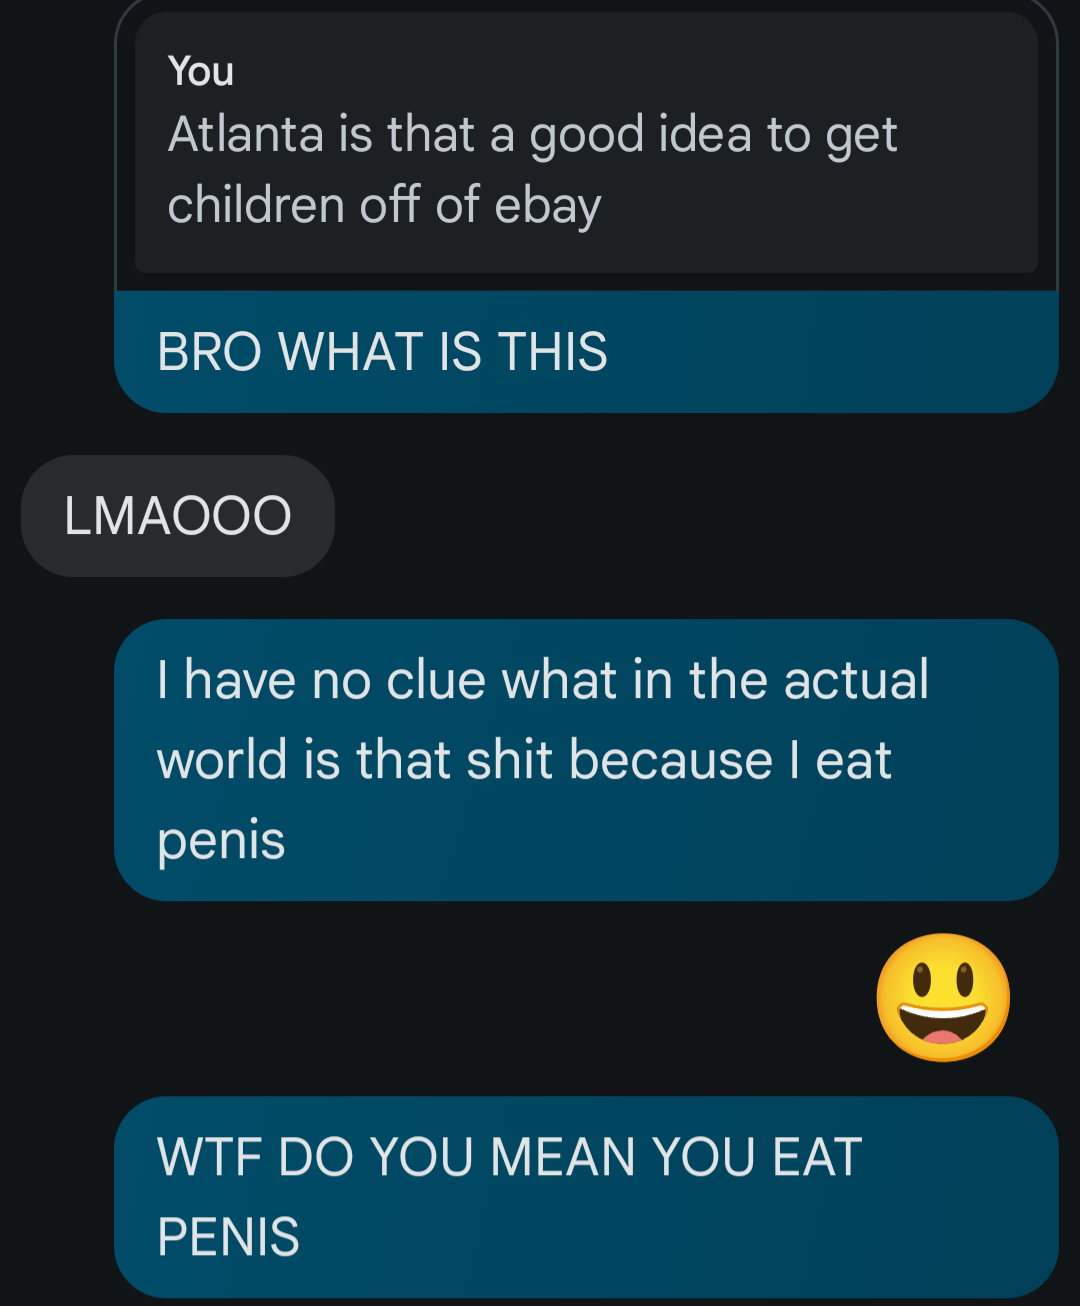 You
Atlanta is that a good idea to get
children off of ebay
BRO WHAT IS THIS
LMAOOO
I have no clue what in the actual
world is that shit because I eat
penis
😃
WTF DO YOU MEAN YOU EAT
PENIS